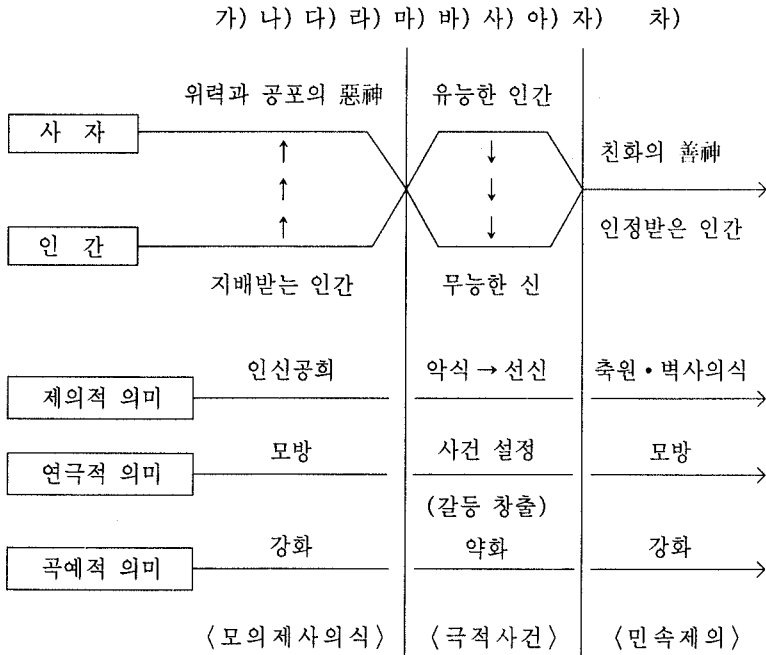 가) 나) 다) 라) 마) 바) 사) 아) 자) 차)
위력과 공포의 惡神 유능한 인간
사 자
친화의 善神
인 간
인정받은 인간
지배받는 인간 무능한 신
인신공희 악식 → 선신 축원 • 벽사의식
제의적 의미
모방 사건 설정 모방
연극적 의미
(갈등 창출)
강화 약화 강화
곡예적 의미
〈모의제사의식〉 〈극적사건〉 〈민속제의〉